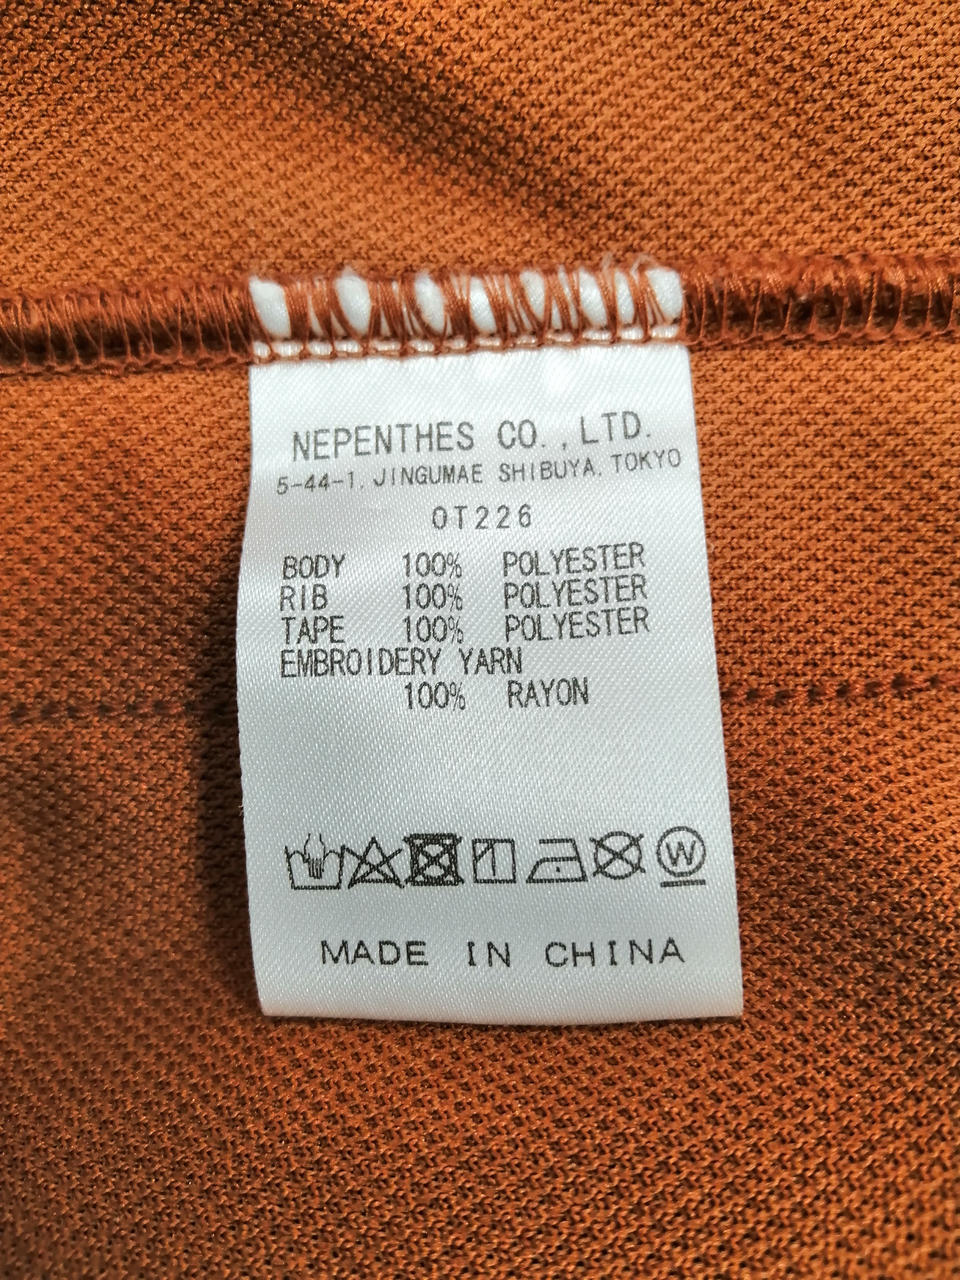 NEPENTHES CO.,LTD.
5-44-1, JINGUMAE SHIBUYA, TOKYO
OT226
BODY 100% POLYESTER
RIB 100% POLYESTER
TAPE 100% POLYESTER
EMBROIDERY YARN
100% RAYON
W
MADE IN CHINA